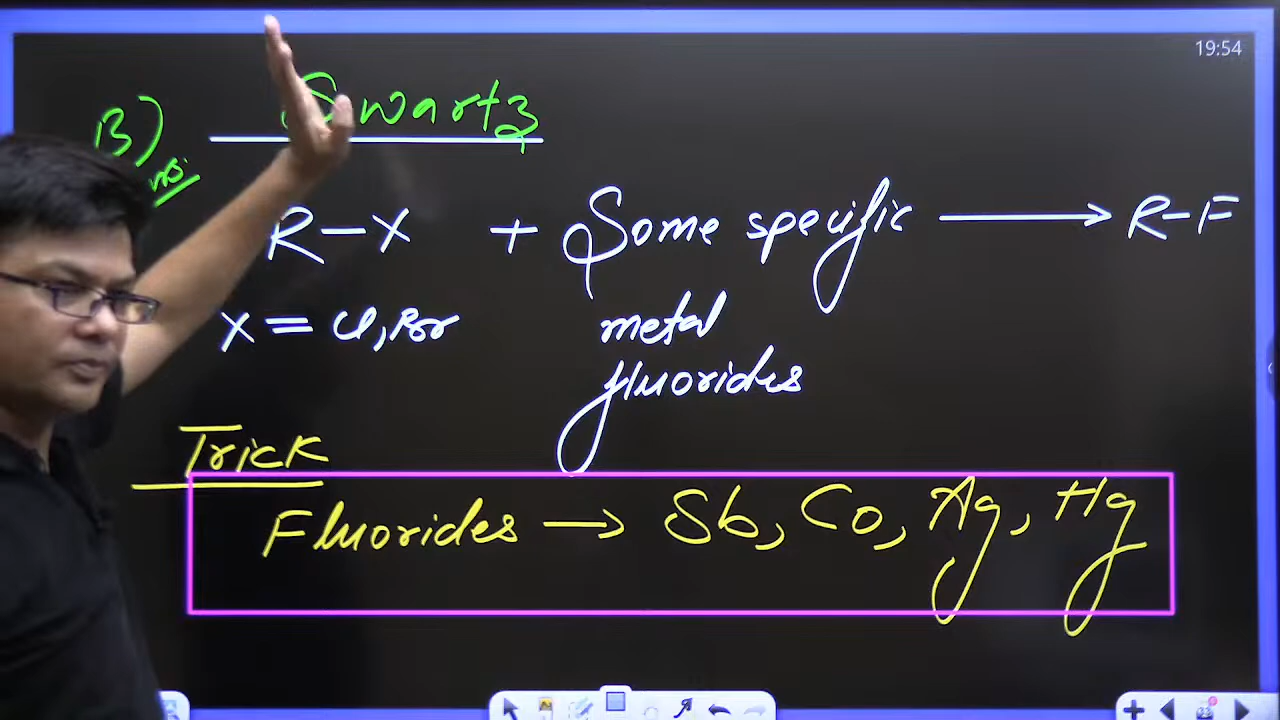 19:54
B) Swartz
R-X + Some specific → R-F
X = Cl, Br metal
fluorides
Trick
Fluorides → Sb, Co, Ag, Hg